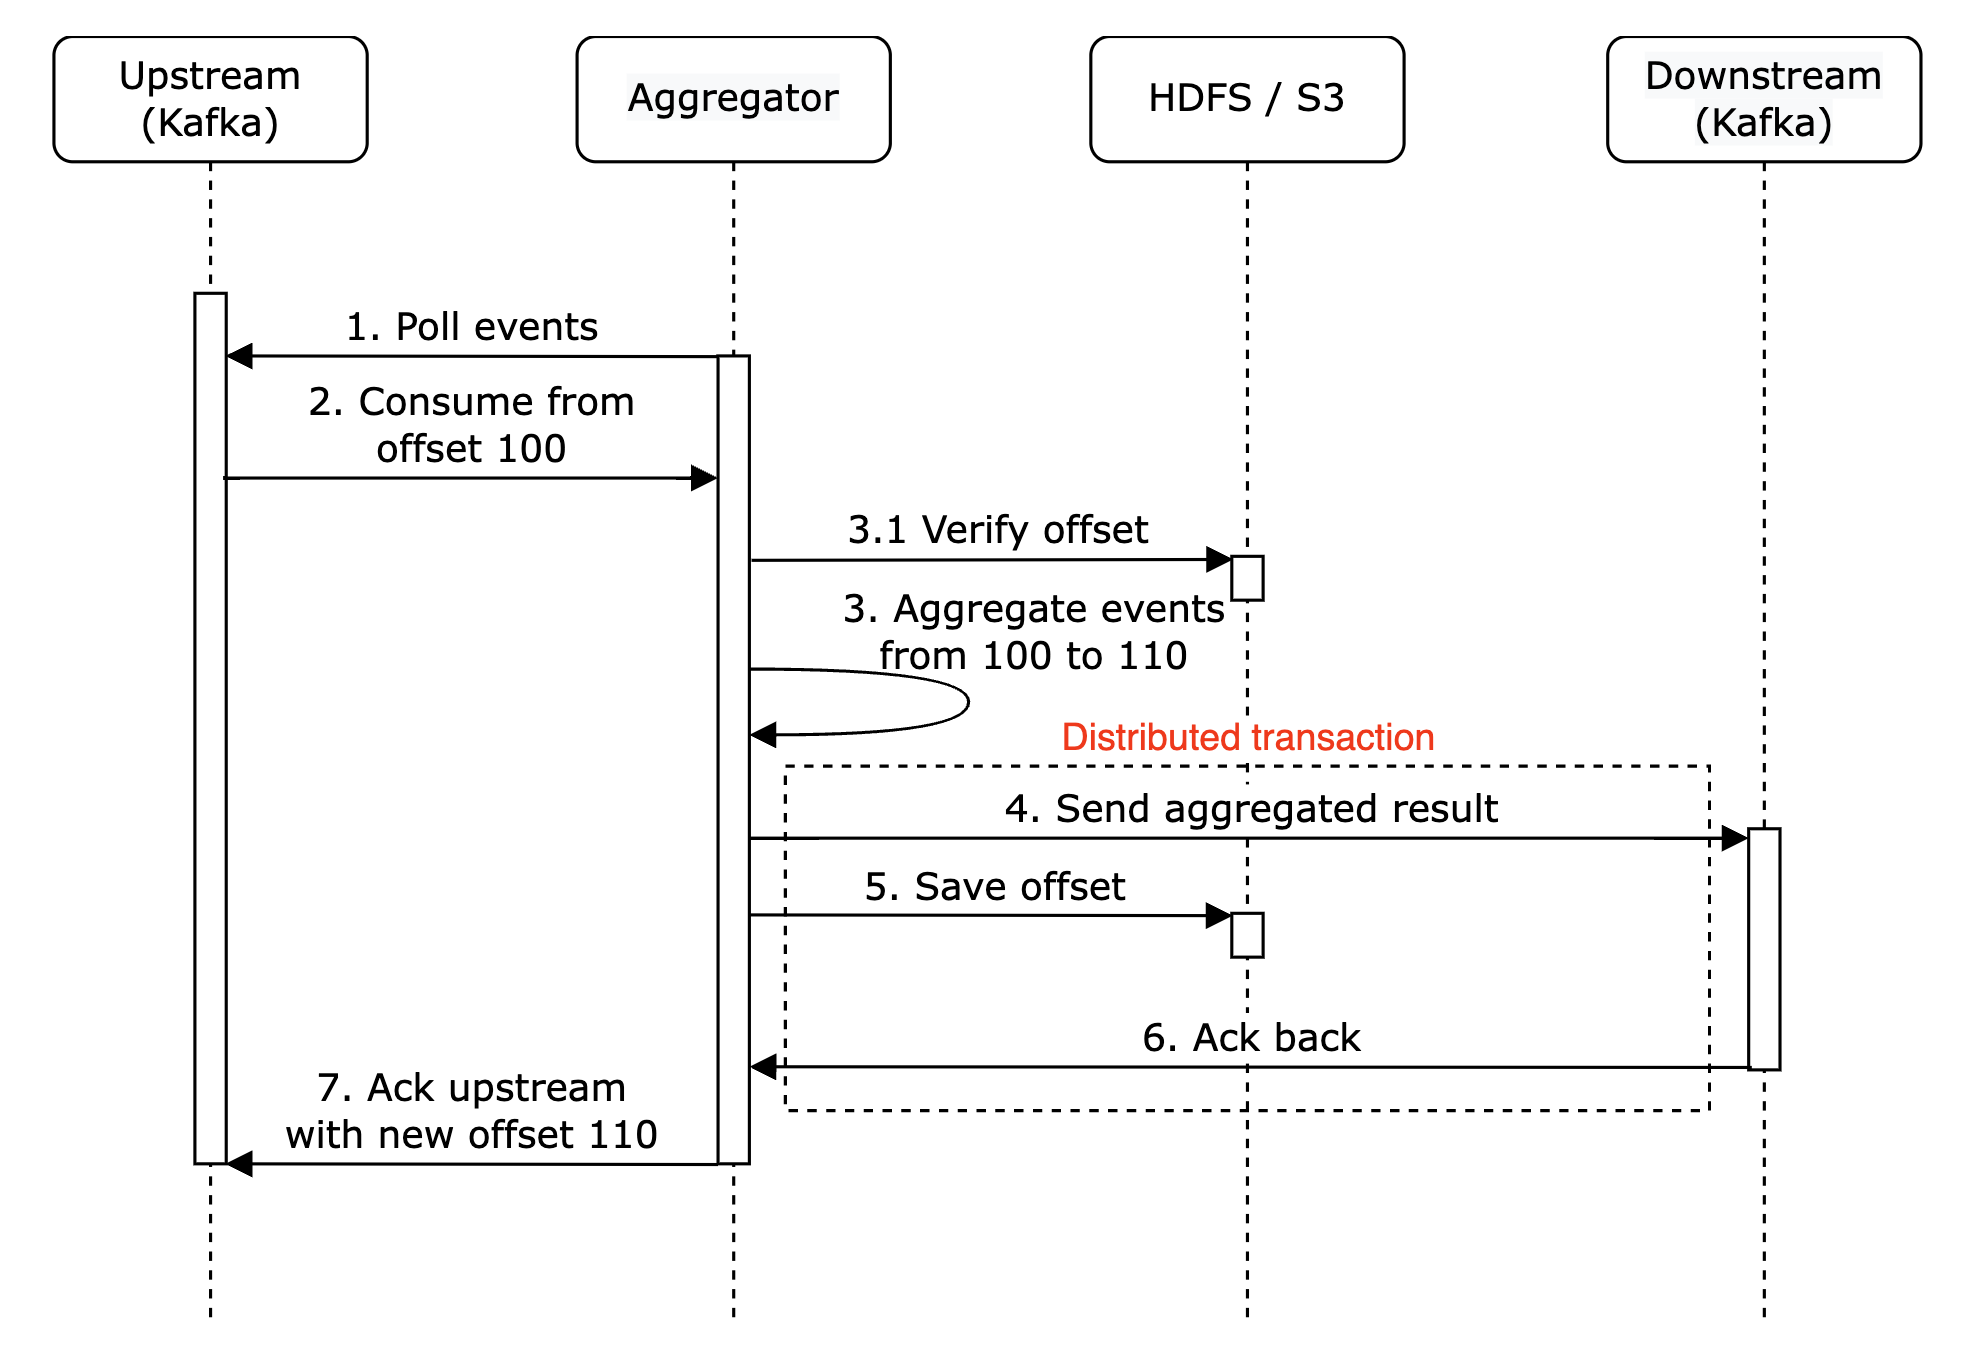 Upstream
(Kafka)
Aggregator
HDFS / S3
Downstream
(Kafka)
1. Poll events
2. Consume from
offset 100
3.1 Verify offset
3. Aggregate events
from 100 to 110
Distributed transaction
4. Send aggregated result
5. Save offset
6. Ack back
7. Ack upstream
with new offset 110